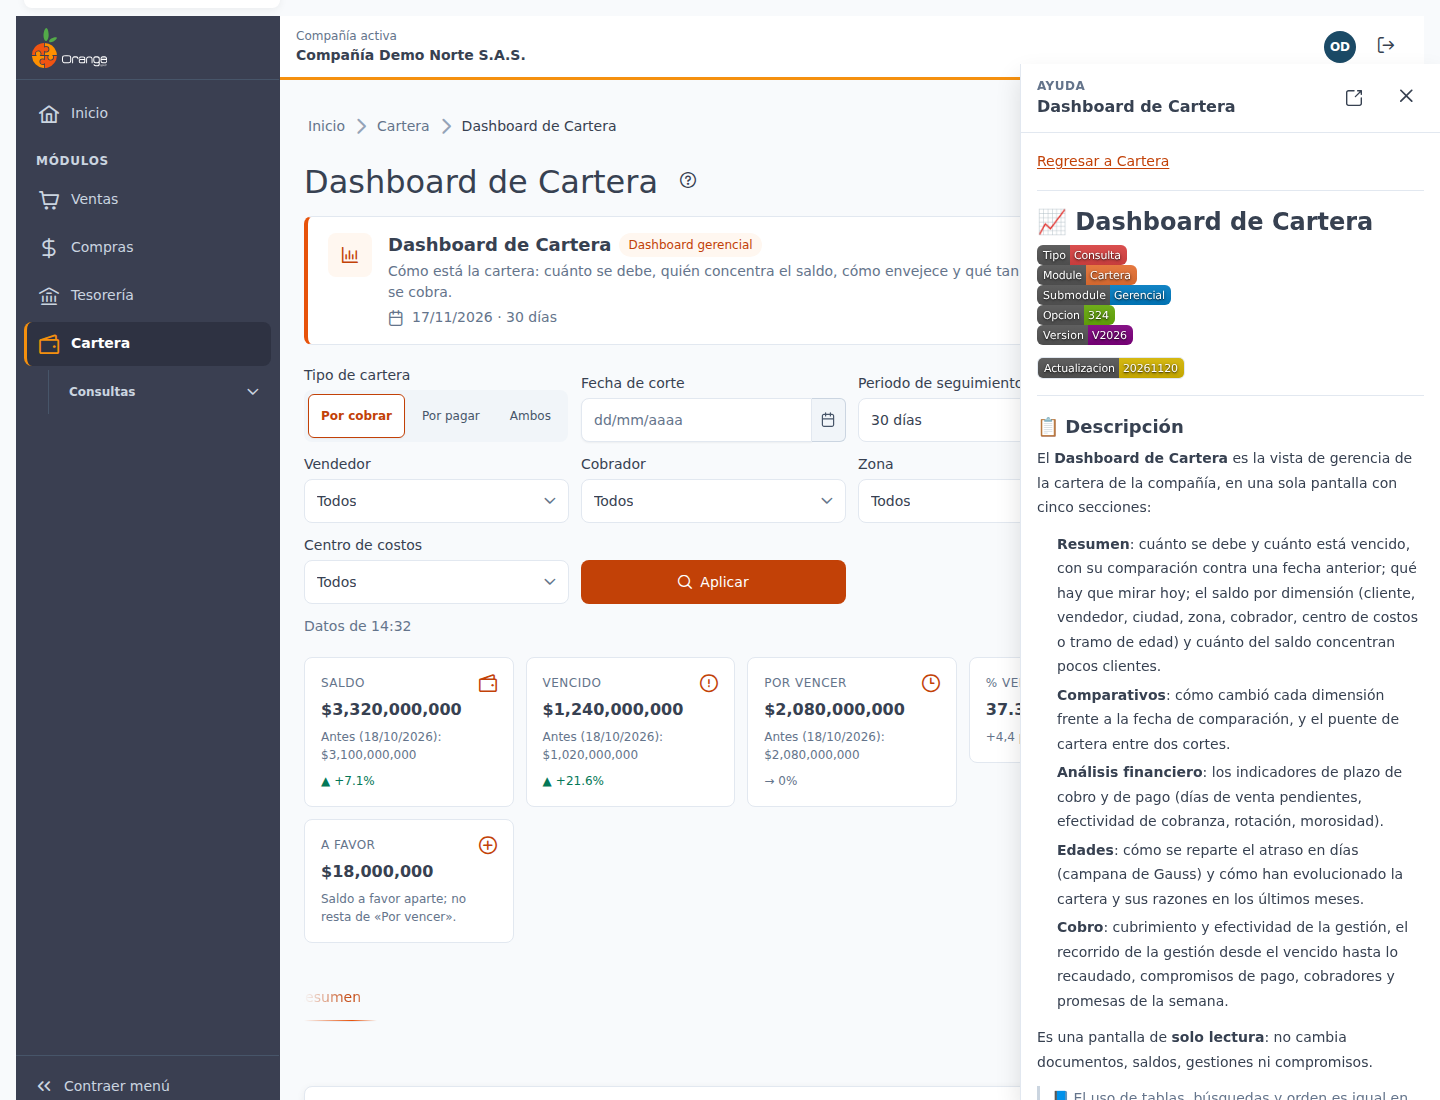 Orange
Compañía activa
Compañía Demo Norte S.A.S.
OD
Inicio
MÓDULOS
Ventas
Compras
Tesorería
Cartera
Consultas
Contraer menú
Inicio
Cartera
Dashboard de Cartera
Dashboard de Cartera
Dashboard de Cartera
Dashboard gerencial
Cómo está la cartera: cuánto se debe, quién concentra el saldo, cómo envejece y qué tan
se cobra.
17/11/2026 · 30 días
Tipo de cartera
Por cobrar
Por pagar
Ambos
Fecha de corte
dd/mm/aaaa
Periodo de seguimiento
30 días
Vendedor
Todos
Cobrador
Todos
Zona
Todos
Centro de costos
Todos
Aplicar
Datos de 14:32
SALDO
$3,320,000,000
Antes (18/10/2026):
$3,100,000,000
▲ +7.1%
VENCIDO
$1,240,000,000
Antes (18/10/2026):
$1,020,000,000
▲ +21.6%
POR VENCER
$2,080,000,000
Antes (18/10/2026):
$2,080,000,000
→ 0%
% VE
37.3
+4,4
A FAVOR
$18,000,000
Saldo a favor aparte; no
resta de «Por vencer».
esumen
AYUDA
Dashboard de Cartera
Regresar a Cartera
📈 Dashboard de Cartera
Tipo Consulta
Module Cartera
Submodule Gerencial
Opcion 324
Version V2026
Actualizacion 20261120
📋 Descripción
El Dashboard de Cartera es la vista de gerencia de
la cartera de la compañía, en una sola pantalla con
cinco secciones:
Resumen: cuánto se debe y cuánto está vencido,
con su comparación contra una fecha anterior; qué
hay que mirar hoy; el saldo por dimensión (cliente,
vendedor, ciudad, zona, cobrador, centro de costos
o tramo de edad) y cuánto del saldo concentran
pocos clientes.
Comparativos: cómo cambió cada dimensión
frente a la fecha de comparación, y el puente de
cartera entre dos cortes.
Análisis financiero: los indicadores de plazo de
cobro y de pago (días de venta pendientes,
efectividad de cobranza, rotación, morosidad).
Edades: cómo se reparte el atraso en días
(campana de Gauss) y cómo han evolucionado la
cartera y sus razones en los últimos meses.
Cobro: cubrimiento y efectividad de la gestión, el
recorrido de la gestión desde el vencido hasta lo
recaudado, compromisos de pago, cobradores y
promesas de la semana.
Es una pantalla de solo lectura: no cambia
documentos, saldos, gestiones ni compromisos.
📘 El uso de tablas, búsquedas y orden es igual en